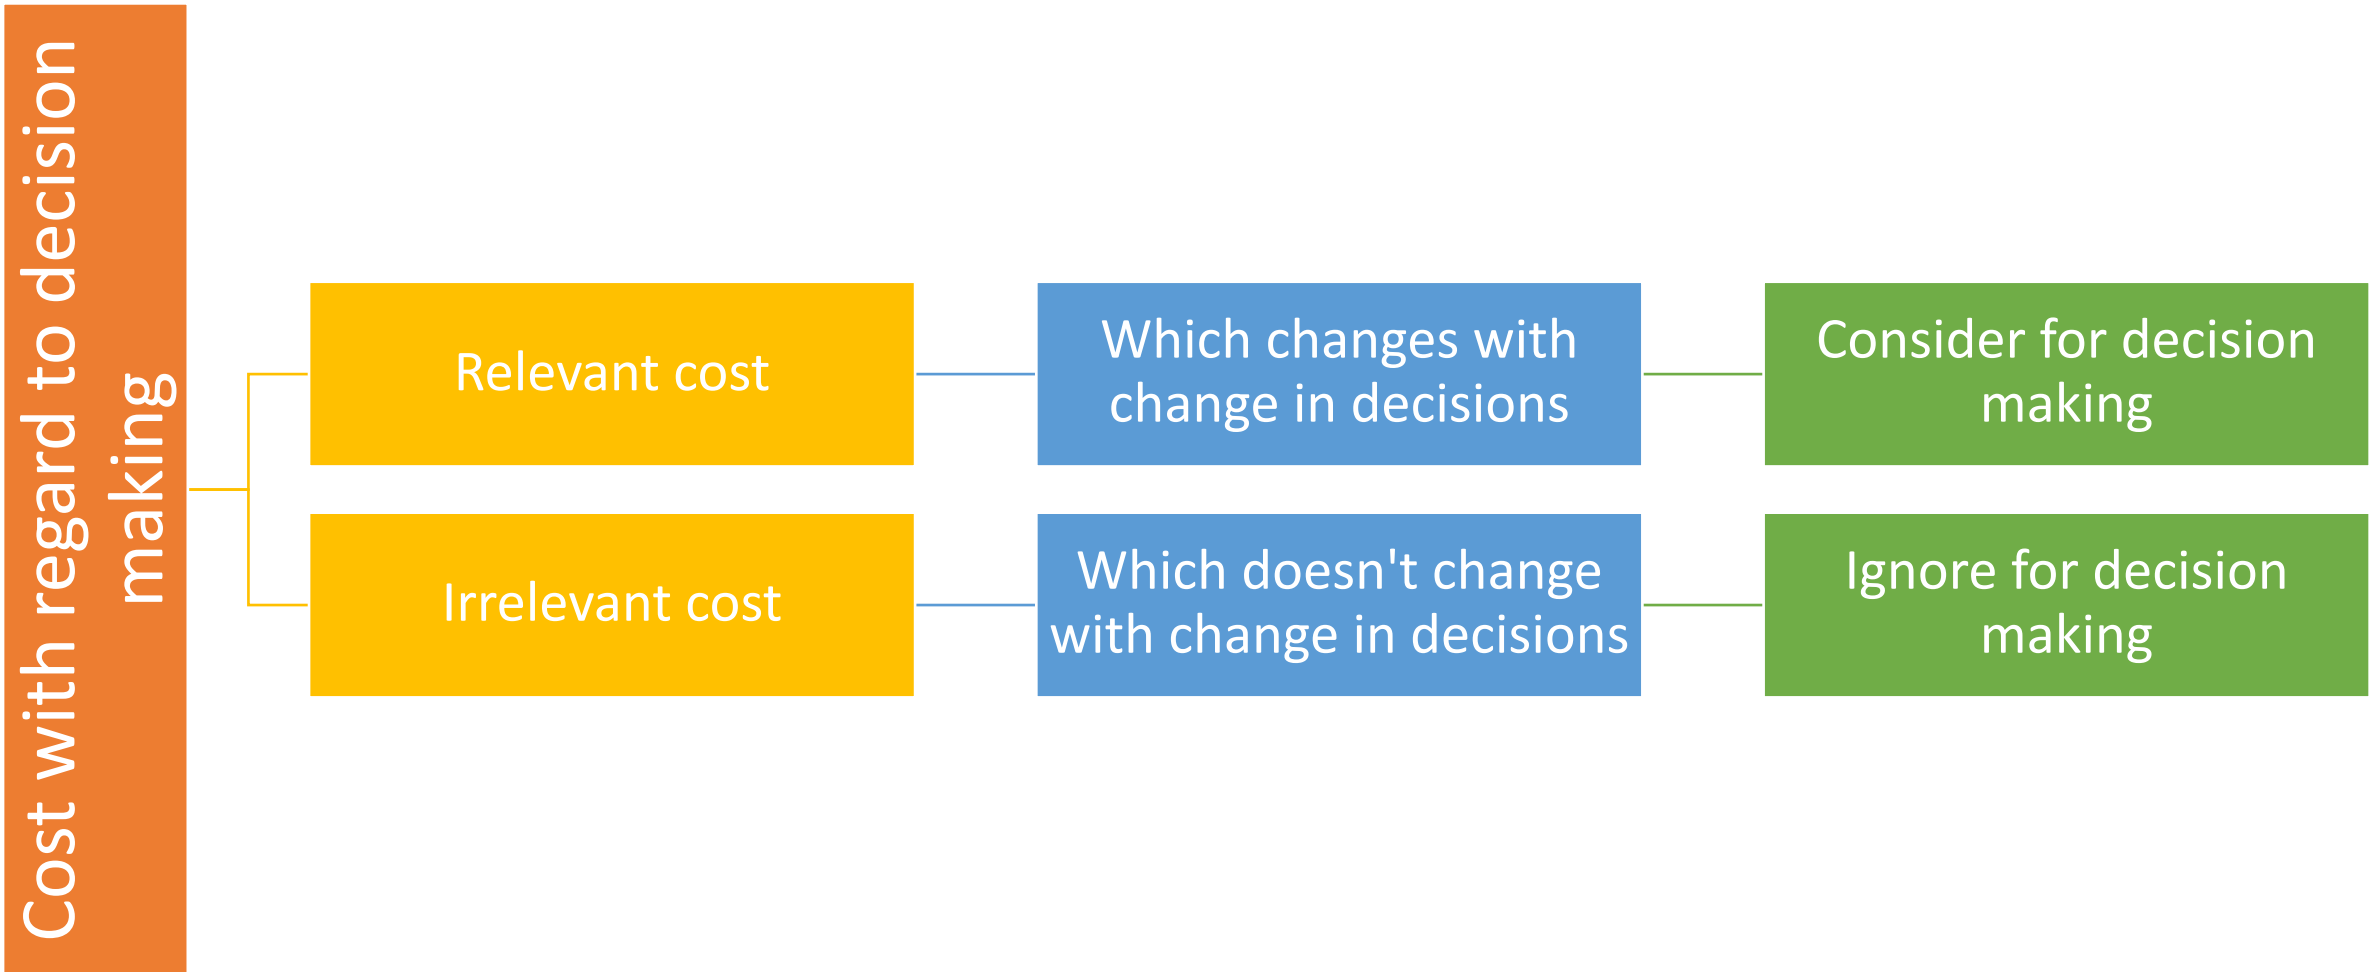 Cost with regard to decision
making
Relevant cost
Which changes with
change in decisions
Consider for decision
making
Irrelevant cost
Which doesn't change
with change in decisions
Ignore for decision
making